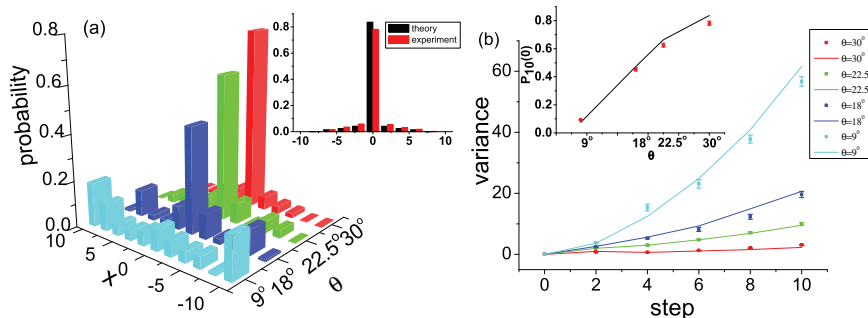 (a)
probability
0.8
0.6
0.4
0.2
0.0
10
5
0
-5
-10
x
9°
18°
22.5°
30°
θ
theory
experiment
0.8
0.6
0.4
0.2
0.0
-10 -5 0 5 10
(b)
variance
60
40
20
0
0 2 4 6 8 10
step
P10(0)
1.0
0.8
0.6
0.4
0.2
0.0
9° 18° 22.5° 30°
θ
θ=30°
θ=30°
θ=22.5
θ=22.5
θ=18°
θ=18°
θ=9°
θ=9°